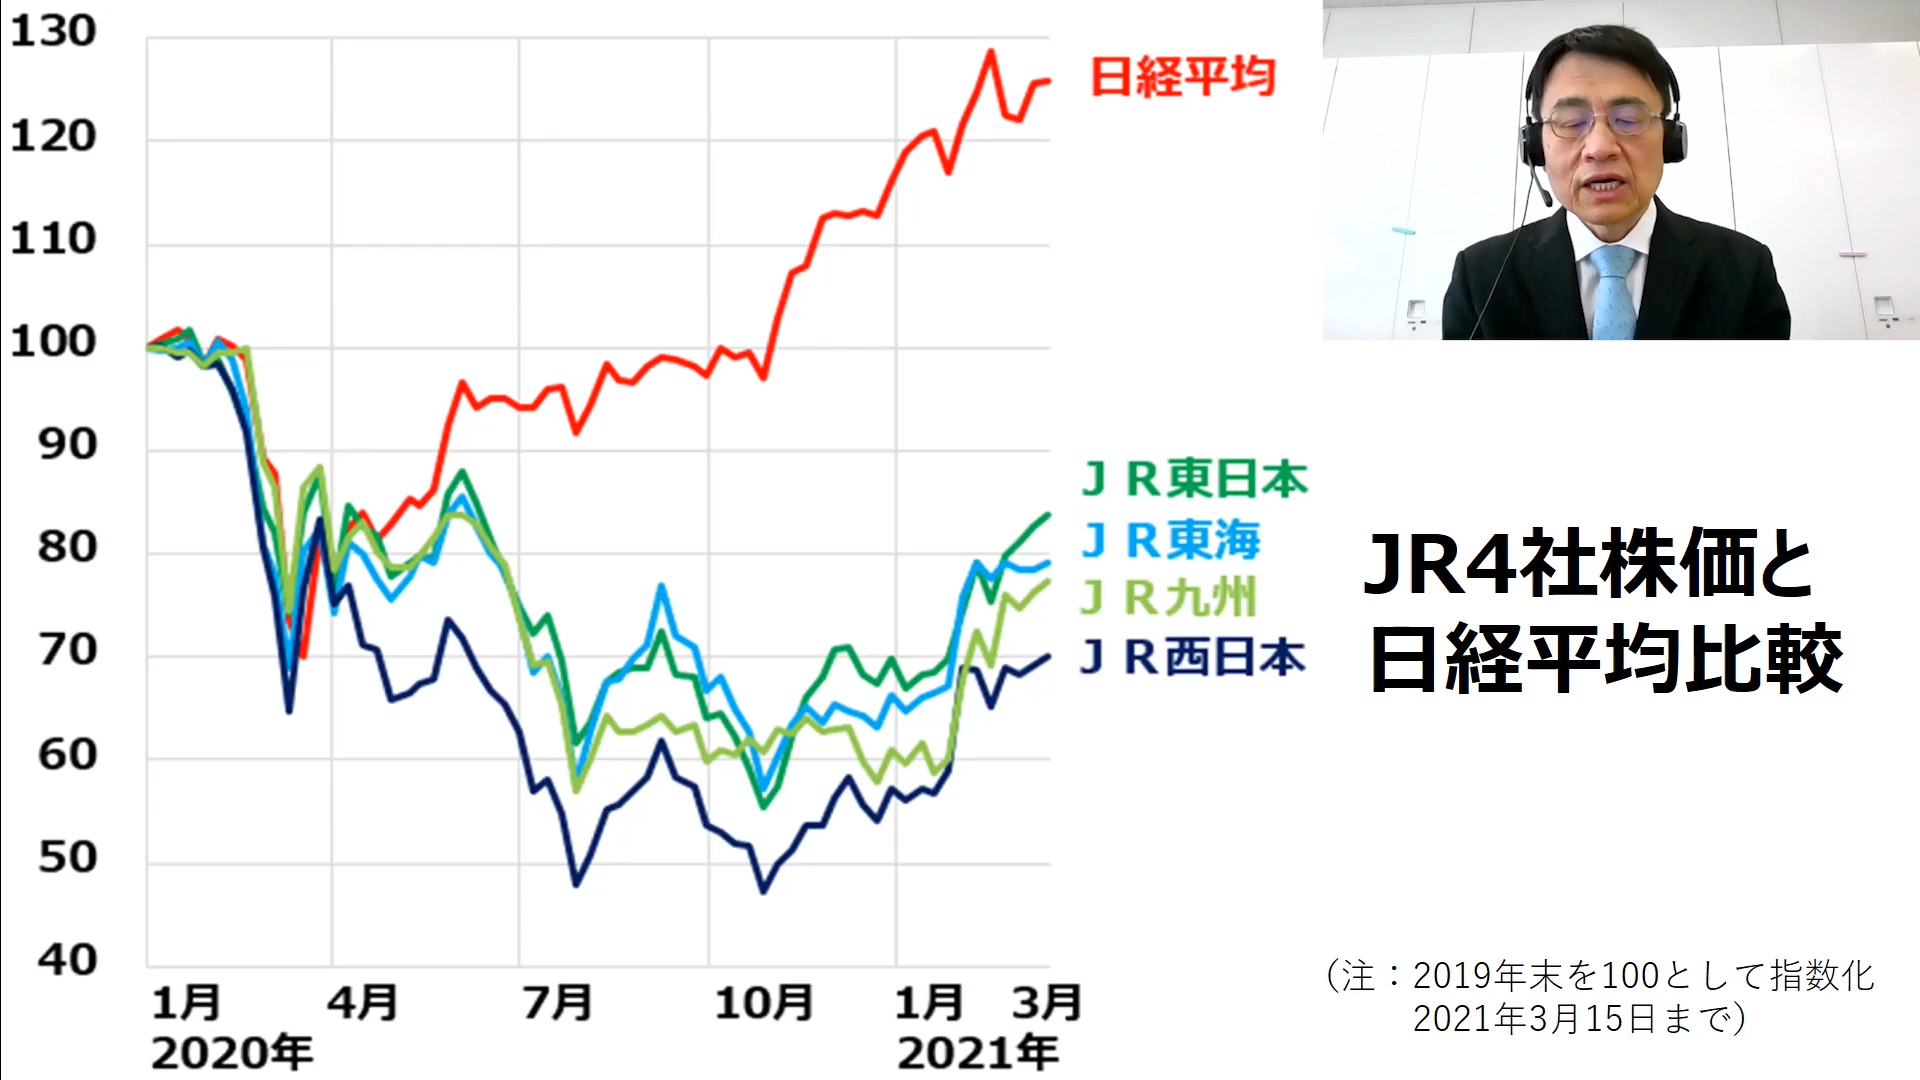 130
120
110
100
90
80
70
60
50
40
1月
4月
7月
10月
1月
3月
2020年
2021年
日経平均
ＪＲ東日本
ＪＲ東海
ＪＲ九州
ＪＲ西日本
JR4社株価と
日経平均比較
（注：2019年末を100として指数化
2021年3月15日まで）